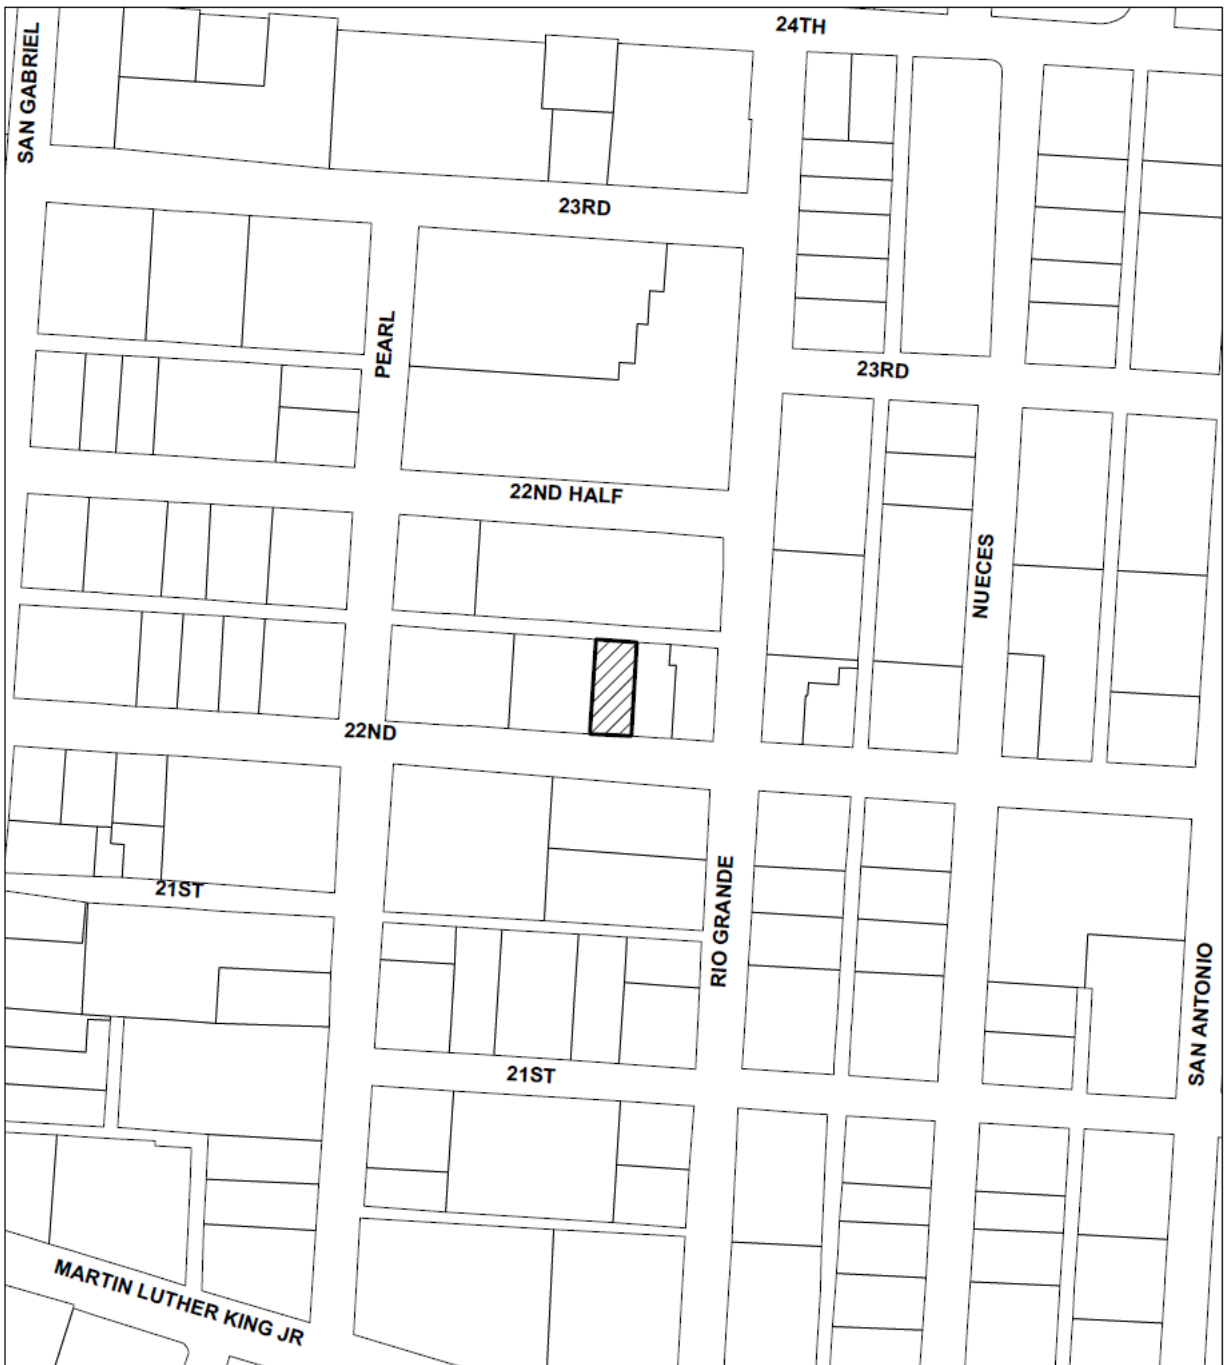 24TH
SAN GABRIEL
23RD
PEARL
23RD
22ND HALF
NUECES
22ND
21ST
RIO GRANDE
SAN ANTONIO
21ST
MARTIN LUTHER KING JR